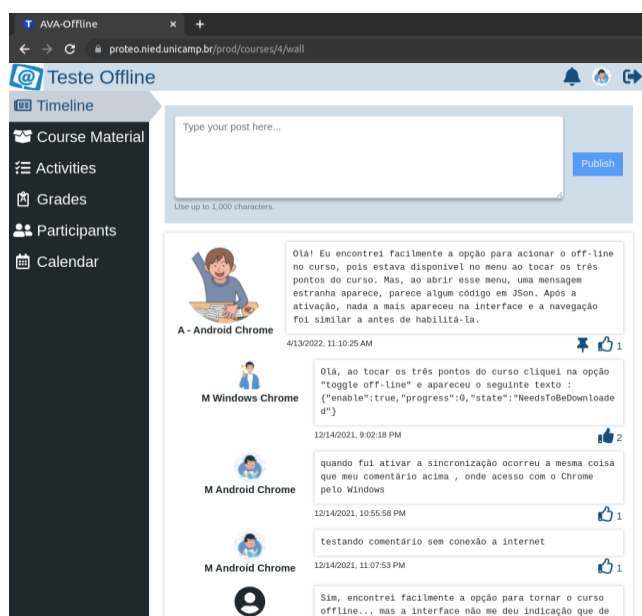 AVA-Offline
proteo.nied.unicamp.br/prod/courses/4/wall
Teste Offline
Timeline
Course Material
Activities
Grades
Participants
Calendar
Type your post here...
Publish
Use up to 1,000 characters.
Olá! Eu encontrei facilmente a opção para acionar o off-line
no curso, pois estava disponível no menu ao tocar os três
pontos do curso. Mas, ao abrir esse menu, uma mensagem
estranha aparece, parece algum código em JSon. Após a
ativação, nada a mais apareceu na interface e a navegação
foi similar a antes de habilitá-la.
A - Android Chrome
4/13/2022, 11:10:25 AM
1
Olá, ao tocar os três pontos do curso cliquei na opção
"toggle off-line" e apareceu o seguinte texto :
{"enable":true,"progress":0,"state":"NeedsToBeDownloade
d"}
M Windows Chrome
12/14/2021, 9:02:18 PM
2
quando fui ativar a sincronização ocorreu a mesma coisa
que meu comentário acima , onde acesso com o Chrome
pelo Windows
M Android Chrome
12/14/2021, 10:55:58 PM
1
testando comentário sem conexão a internet
M Android Chrome
12/14/2021, 11:07:53 PM
1
Sim, encontrei facilmente a opção para tornar o curso
offline... mas a interface não me deu indicação que de